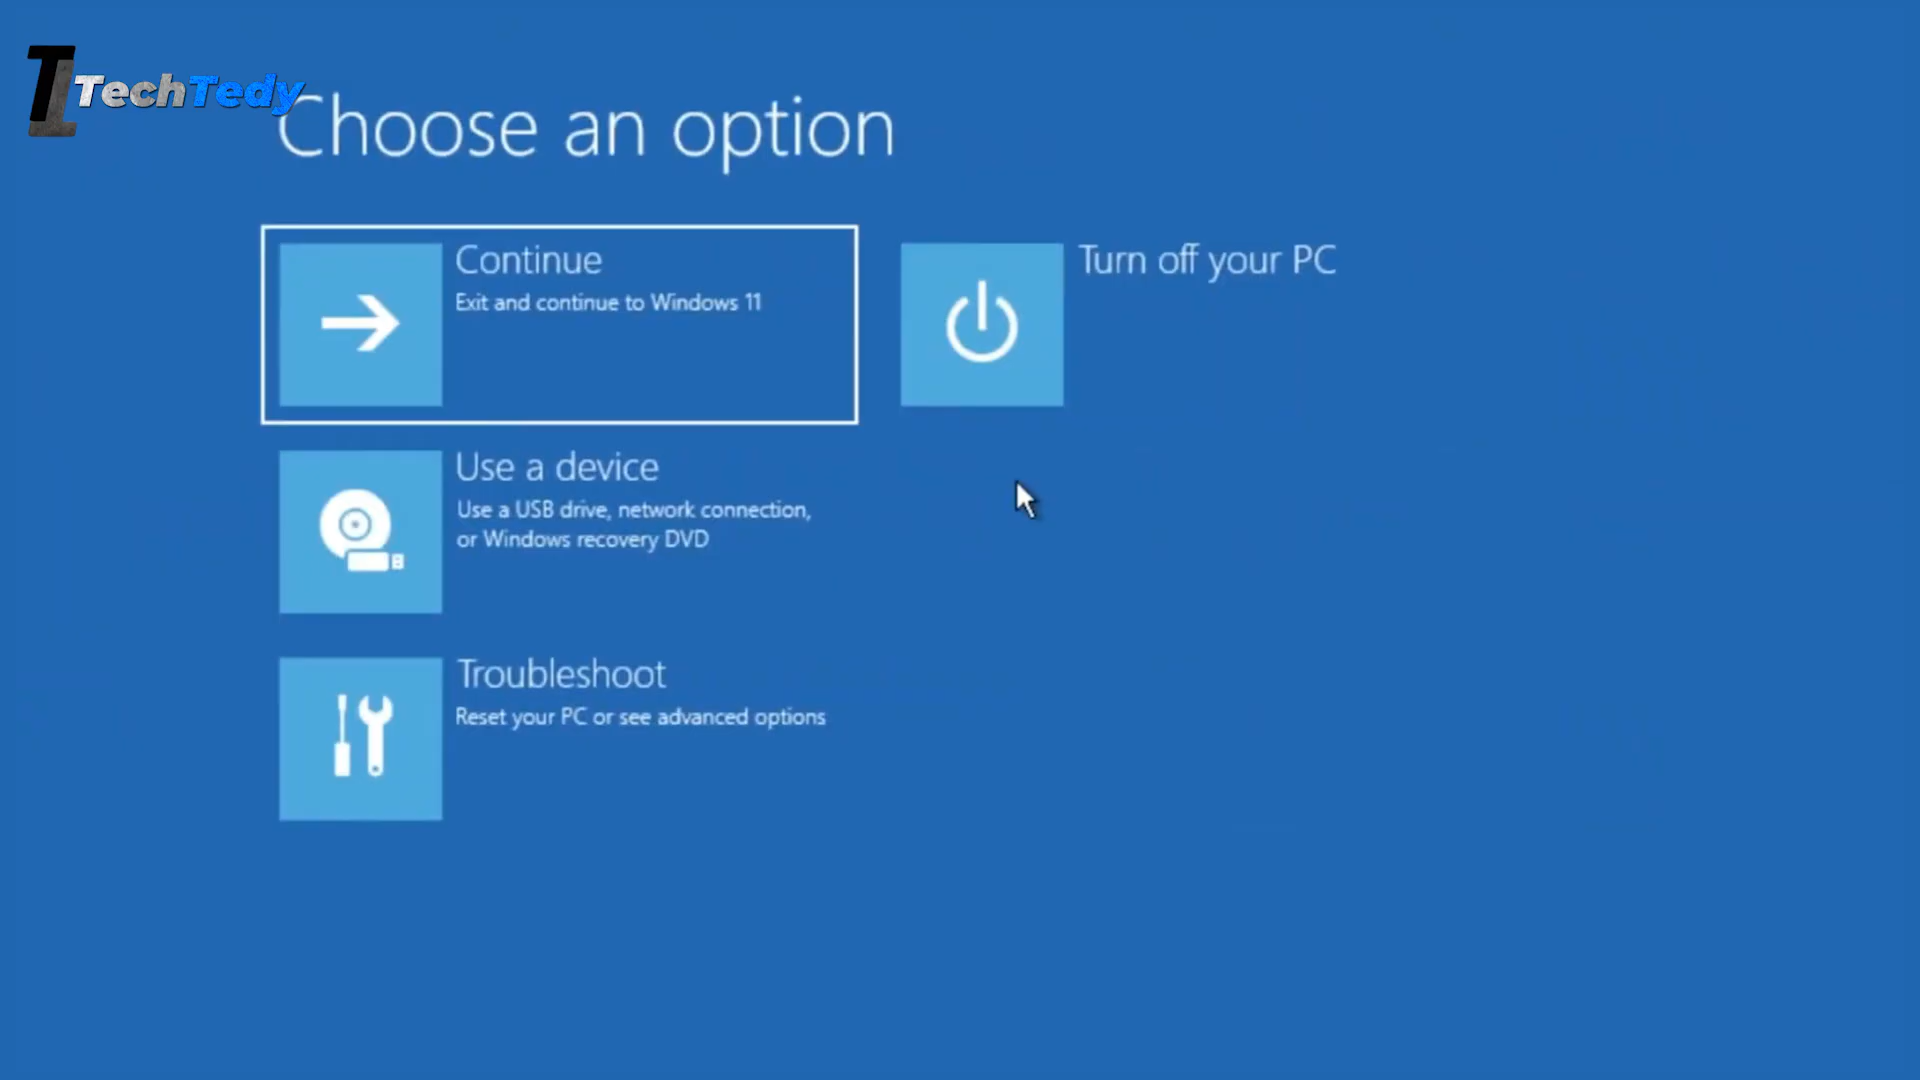 TechTedy
Choose an option
Continue
Exit and continue to Windows 11
Turn off your PC
Use a device
Use a USB drive, network connection,
or Windows recovery DVD
Troubleshoot
Reset your PC or see advanced options